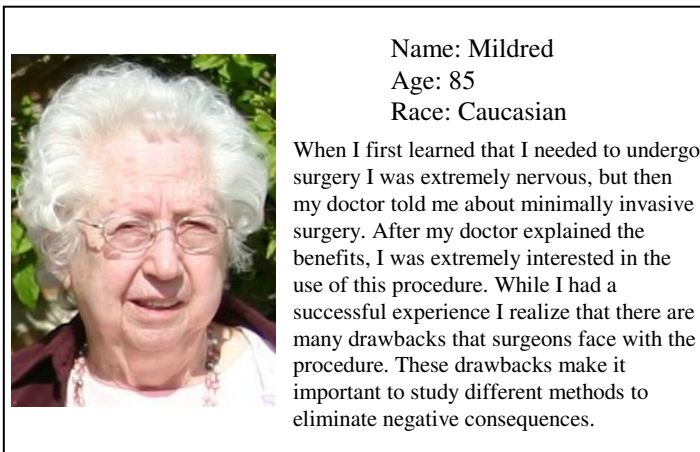 Name: Mildred
Age: 85
Race: Caucasian
When I first learned that I needed to undergo
surgery I was extremely nervous, but then
my doctor told me about minimally invasive
surgery. After my doctor explained the
benefits, I was extremely interested in the
use of this procedure. While I had a
successful experience I realize that there are
many drawbacks that surgeons face with the
procedure. These drawbacks make it
important to study different methods to
eliminate negative consequences.